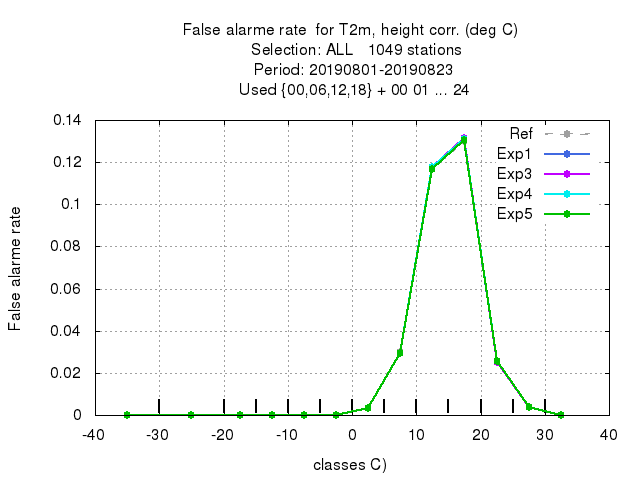 False alarme rate  for T2m, height corr. (deg C)
Selection: ALL   1049 stations
Period: 20190801-20190823
Used {00,06,12,18} + 00 01 ... 24
Ref
Exp1
Exp3
Exp4
Exp5
0.14
0.12
0.1
0.08
0.06
0.04
0.02
0
False alarme rate
-40 -30 -20 -10 0 10 20 30 40
classes C)